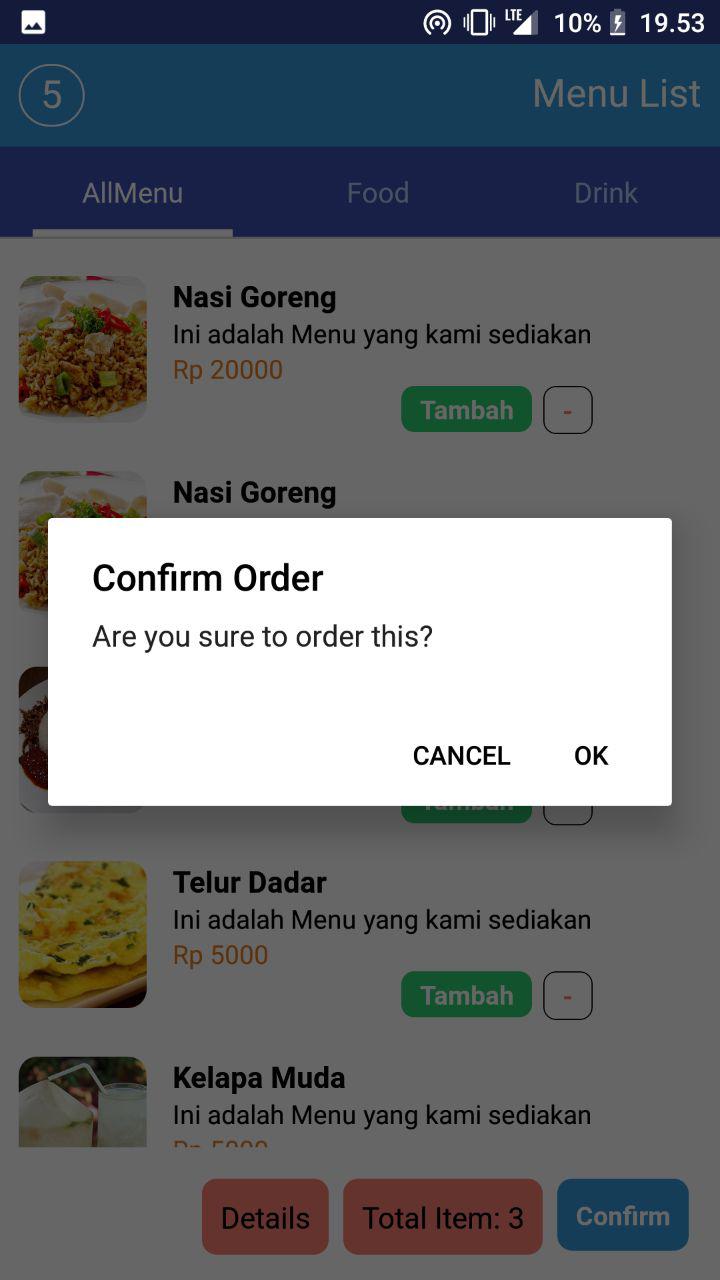 LTE 10% 19.53
5 Menu List
AllMenu Food Drink
Nasi Goreng
Ini adalah Menu yang kami sediakan
Rp 20000
Tambah -
Nasi Goreng
Confirm Order
Are you sure to order this?
CANCEL OK
Tambah
Telur Dadar
Ini adalah Menu yang kami sediakan
Rp 5000
Tambah -
Kelapa Muda
Ini adalah Menu yang kami sediakan
Rp 5000
Details Total Item: 3 Confirm